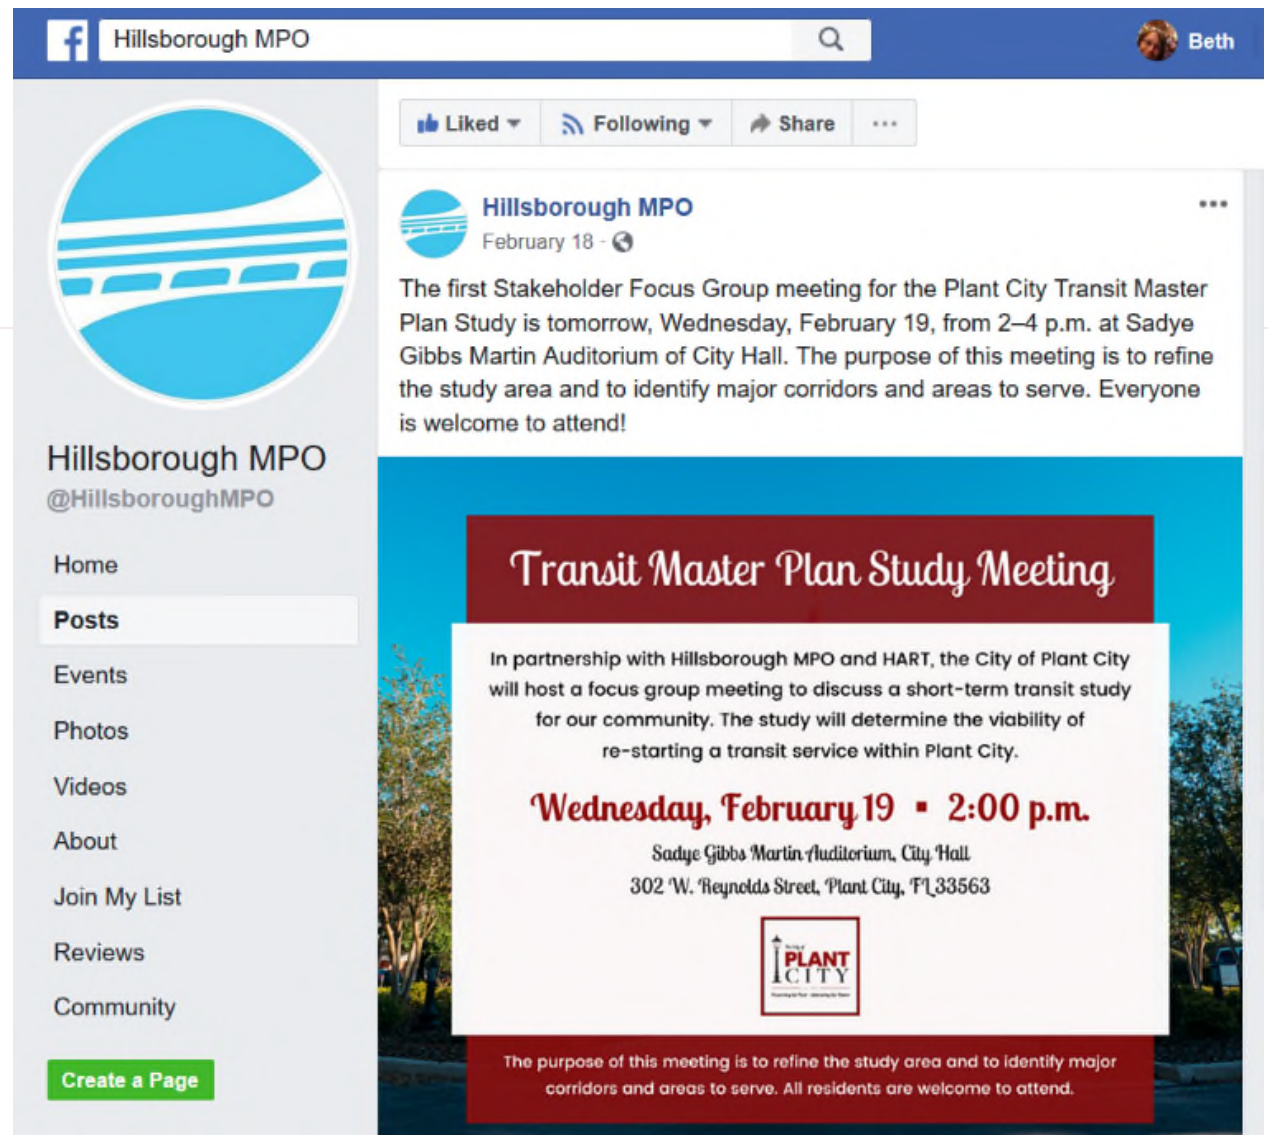 Hillsborough MPO
Beth
Liked
Following
Share
Hillsborough MPO
February 18
The first Stakeholder Focus Group meeting for the Plant City Transit Master
Plan Study is tomorrow, Wednesday, February 19, from 2–4 p.m. at Sadye
Gibbs Martin Auditorium of City Hall. The purpose of this meeting is to refine
the study area and to identify major corridors and areas to serve. Everyone
is welcome to attend!
Hillsborough MPO
@HillsboroughMPO
Home
Posts
Events
Photos
Videos
About
Join My List
Reviews
Community
Create a Page
Transit Master Plan Study Meeting
In partnership with Hillsborough MPO and HART, the City of Plant City
will host a focus group meeting to discuss a short-term transit study
for our community. The study will determine the viability of
re-starting a transit service within Plant City.
Wednesday, February 19 ▪ 2:00 p.m.
Sadye Gibbs Martin Auditorium, City Hall
302 W. Reynolds Street, Plant City, FL 33563
PLANT
CITY
The purpose of this meeting is to refine the study area and to identify major
corridors and areas to serve. All residents are welcome to attend.